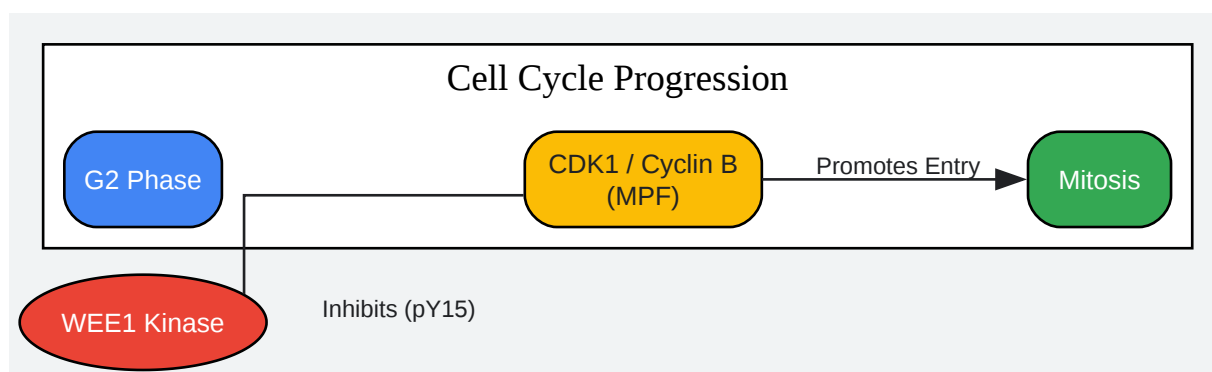 Cell Cycle Progression
G2 Phase
CDK1 / Cyclin B
(MPF)
Promotes Entry
Mitosis
WEE1 Kinase
Inhibits (pY15)